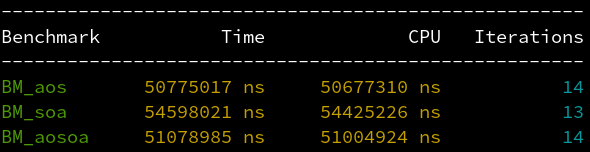 -----------------------------------------------------
Benchmark           Time             CPU   Iterations
-----------------------------------------------------
BM_aos       50775017 ns     50677310 ns           14
BM_soa       54598021 ns     54425226 ns           13
BM_aosoa     51078985 ns     51004924 ns           14